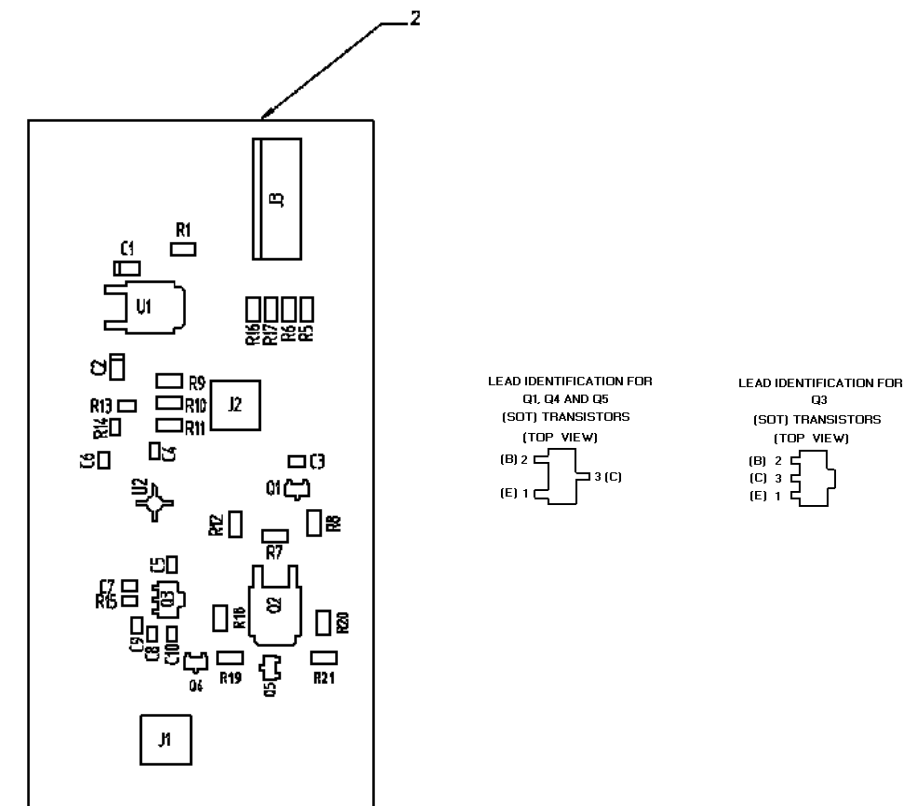 2
J3
R1
C1
U1
R16 R17 R6 R5
C2
R9
R13 R10 J2
R14 R11
C6 C4 C3
U2 Q1
R12 R8
R7
C5
C7 Q3 Q2
R15
R18 R20
C9 C8 C10
Q4 R19 Q5 R21
J1
LEAD IDENTIFICATION FOR
Q1, Q4 AND Q5
(SOT) TRANSISTORS
(TOP VIEW)
(B) 2
3 (C)
(E) 1
LEAD IDENTIFICATION FOR
Q3
(SOT) TRANSISTORS
(TOP VIEW)
(B) 2
(C) 3
(E) 1